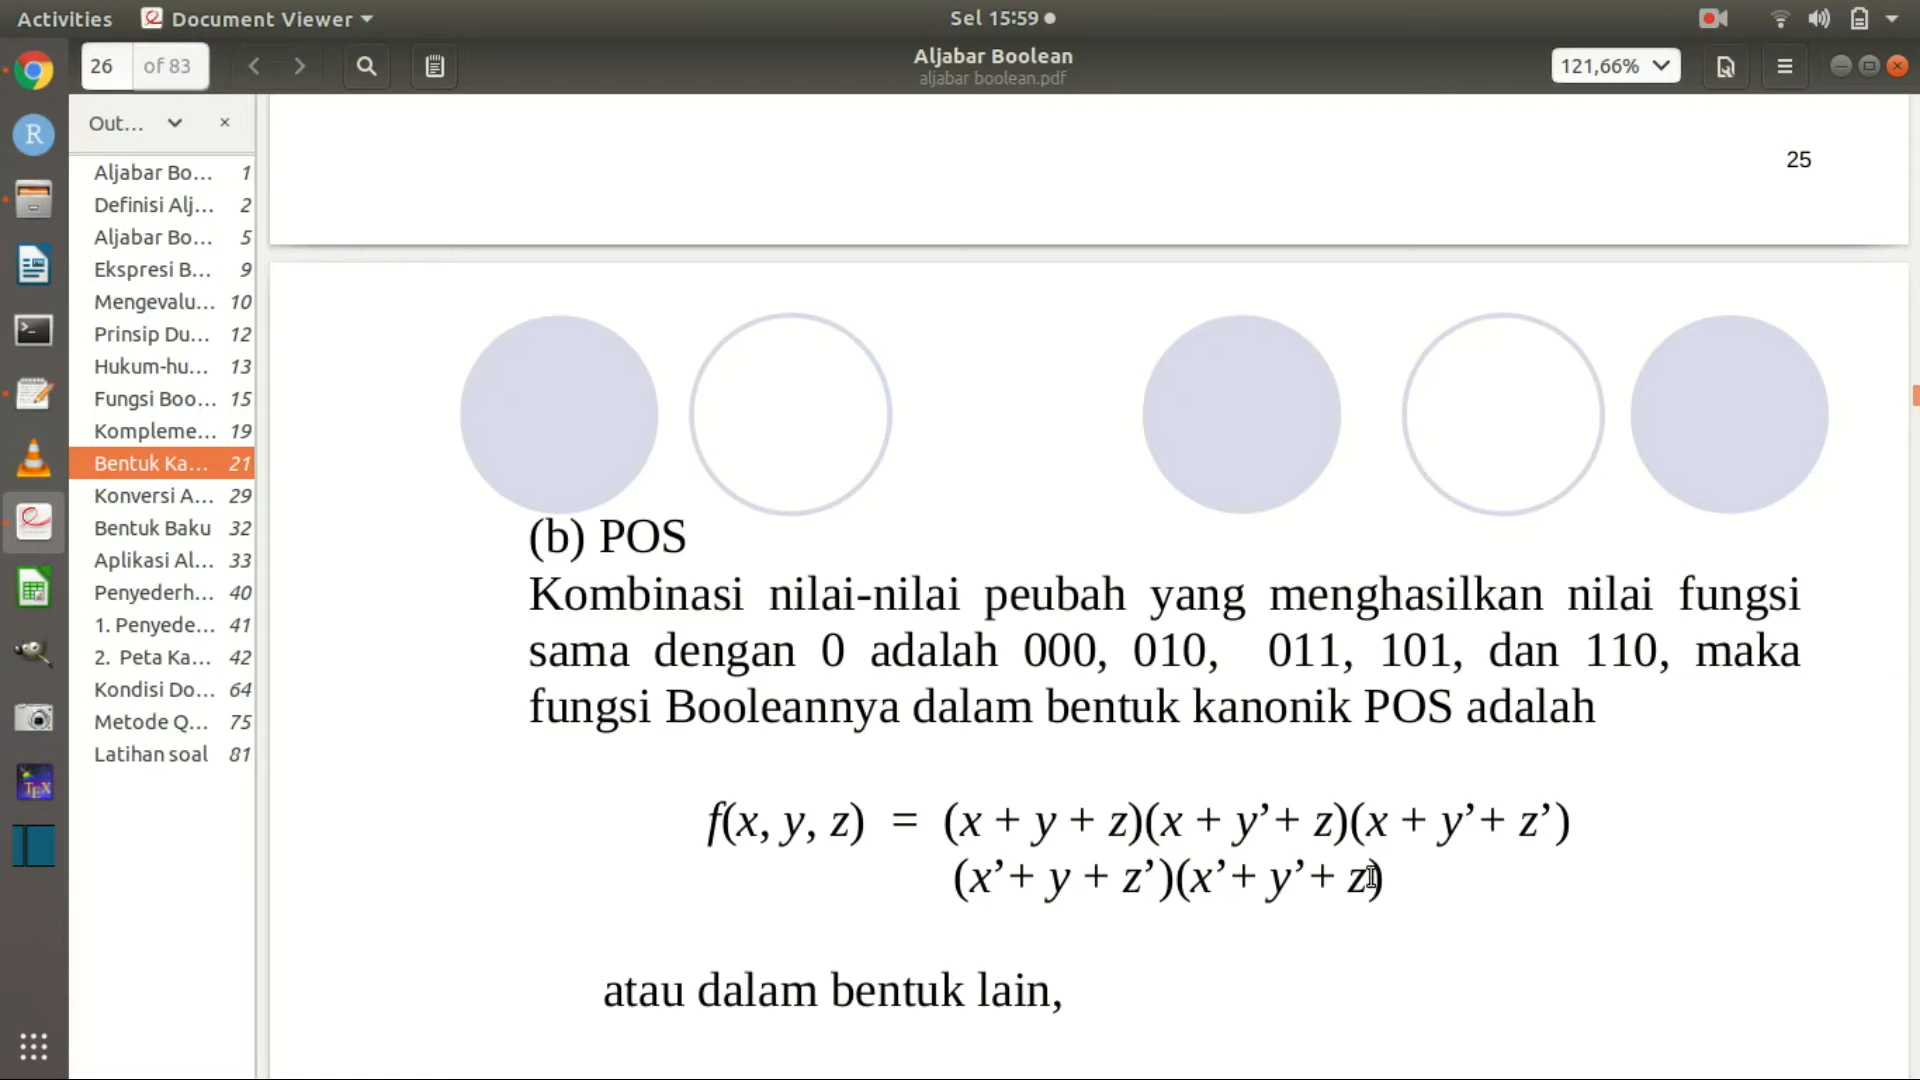 Activities
Document Viewer
Sel 15:59
26
of 83
Aljabar Boolean
aljabar boolean.pdf
121,66%
Out...
Aljabar Bo... 1
Definisi Alj... 2
Aljabar Bo... 5
Ekspresi B... 9
Mengevalu... 10
Prinsip Du... 12
Hukum-hu... 13
Fungsi Boo... 15
Kompleme... 19
Bentuk Ka... 21
Konversi A... 29
Bentuk Baku 32
Aplikasi Al... 33
Penyederh... 40
1. Penyede... 41
2. Peta Ka... 42
Kondisi Do... 64
Metode Q... 75
Latihan soal 81
25
(b) POS
Kombinasi nilai-nilai peubah yang menghasilkan nilai fungsi
sama dengan 0 adalah 000, 010, 011, 101, dan 110, maka
fungsi Booleannya dalam bentuk kanonik POS adalah
f(x, y, z) = (x + y + z)(x + y’+ z)(x + y’+ z’)
(x’+ y + z’)(x’+ y’+ z)
atau dalam bentuk lain,
R
TEX